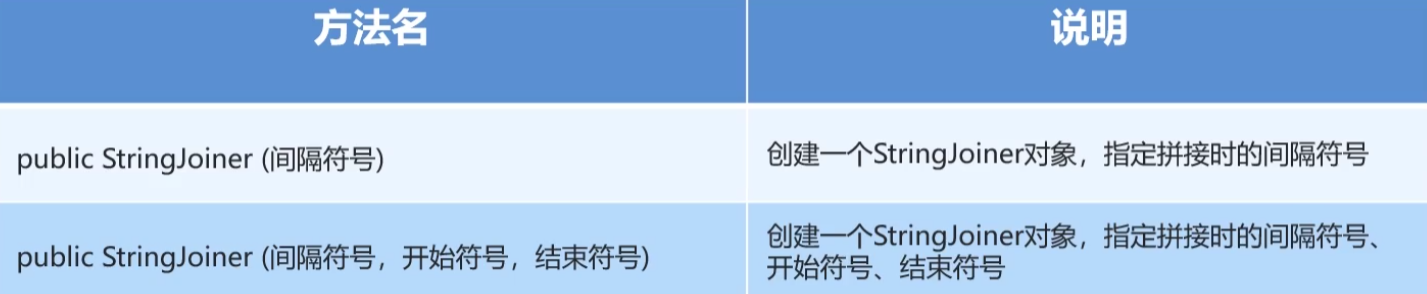 方法名
说明
public StringJoiner (间隔符号)
创建一个StringJoiner对象，指定拼接时的间隔符号
public StringJoiner (间隔符号，开始符号，结束符号)
创建一个StringJoiner对象，指定拼接时的间隔符号、
开始符号、结束符号